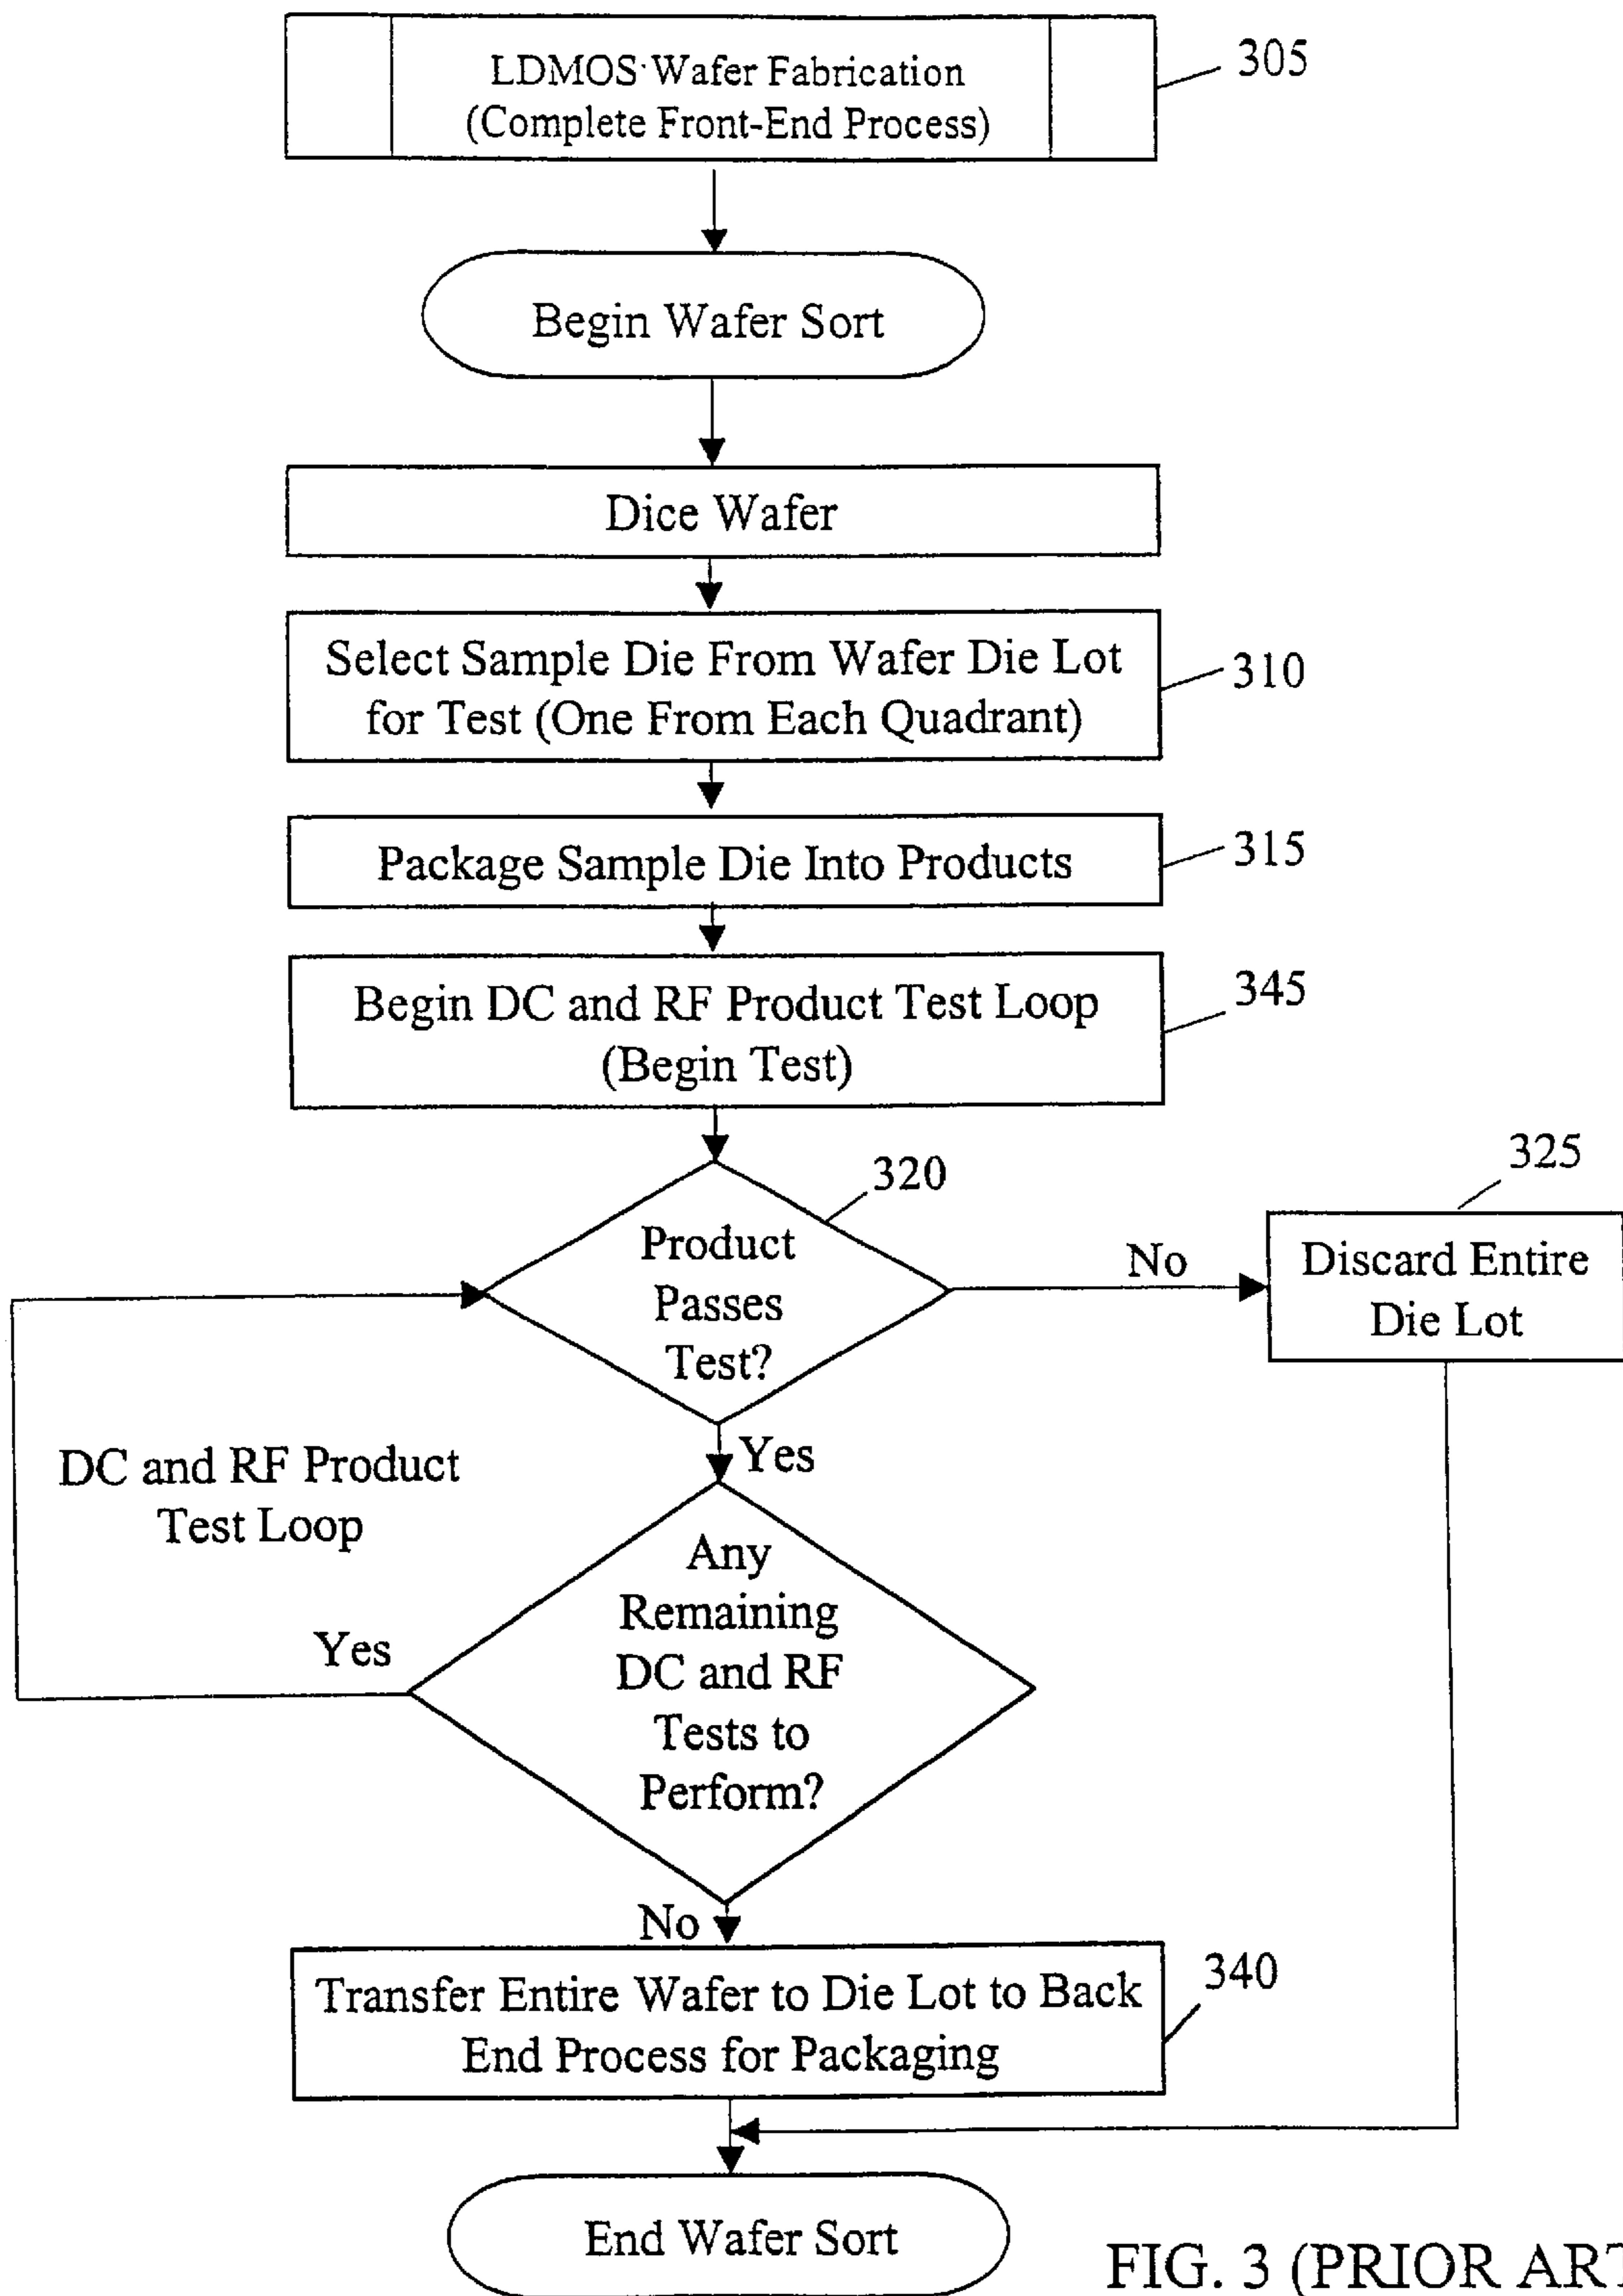 LDMOS Wafer Fabrication
(Complete Front-End Process)
305
Begin Wafer Sort
Dice Wafer
Select Sample Die From Wafer Die Lot
for Test (One From Each Quadrant)
310
Package Sample Die Into Products
315
Begin DC and RF Product Test Loop
(Begin Test)
345
320
325
Product
Passes
Test?
No
Discard Entire
Die Lot
Yes
DC and RF Product
Test Loop
Yes
Any
Remaining
DC and RF
Tests to
Perform?
No
Transfer Entire Wafer to Die Lot to Back
End Process for Packaging
340
End Wafer Sort
FIG. 3 (PRIOR ART